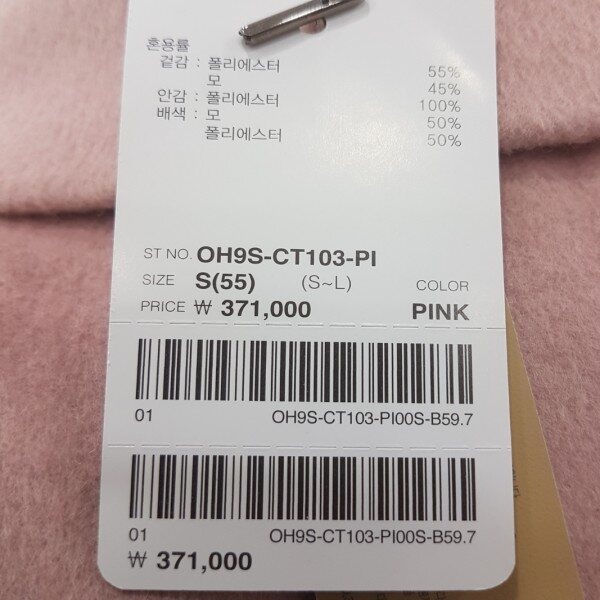 혼용률
겉감 : 폴리에스터 55%
모 45%
안감 : 폴리에스터 100%
배색 : 모 50%
폴리에스터 50%
ST NO. OH9S-CT103-PI
SIZE S(55) (S~L) COLOR
PRICE ₩ 371,000 PINK
01 OH9S-CT103-PI00S-B59.7
01 OH9S-CT103-PI00S-B59.7
₩ 371,000